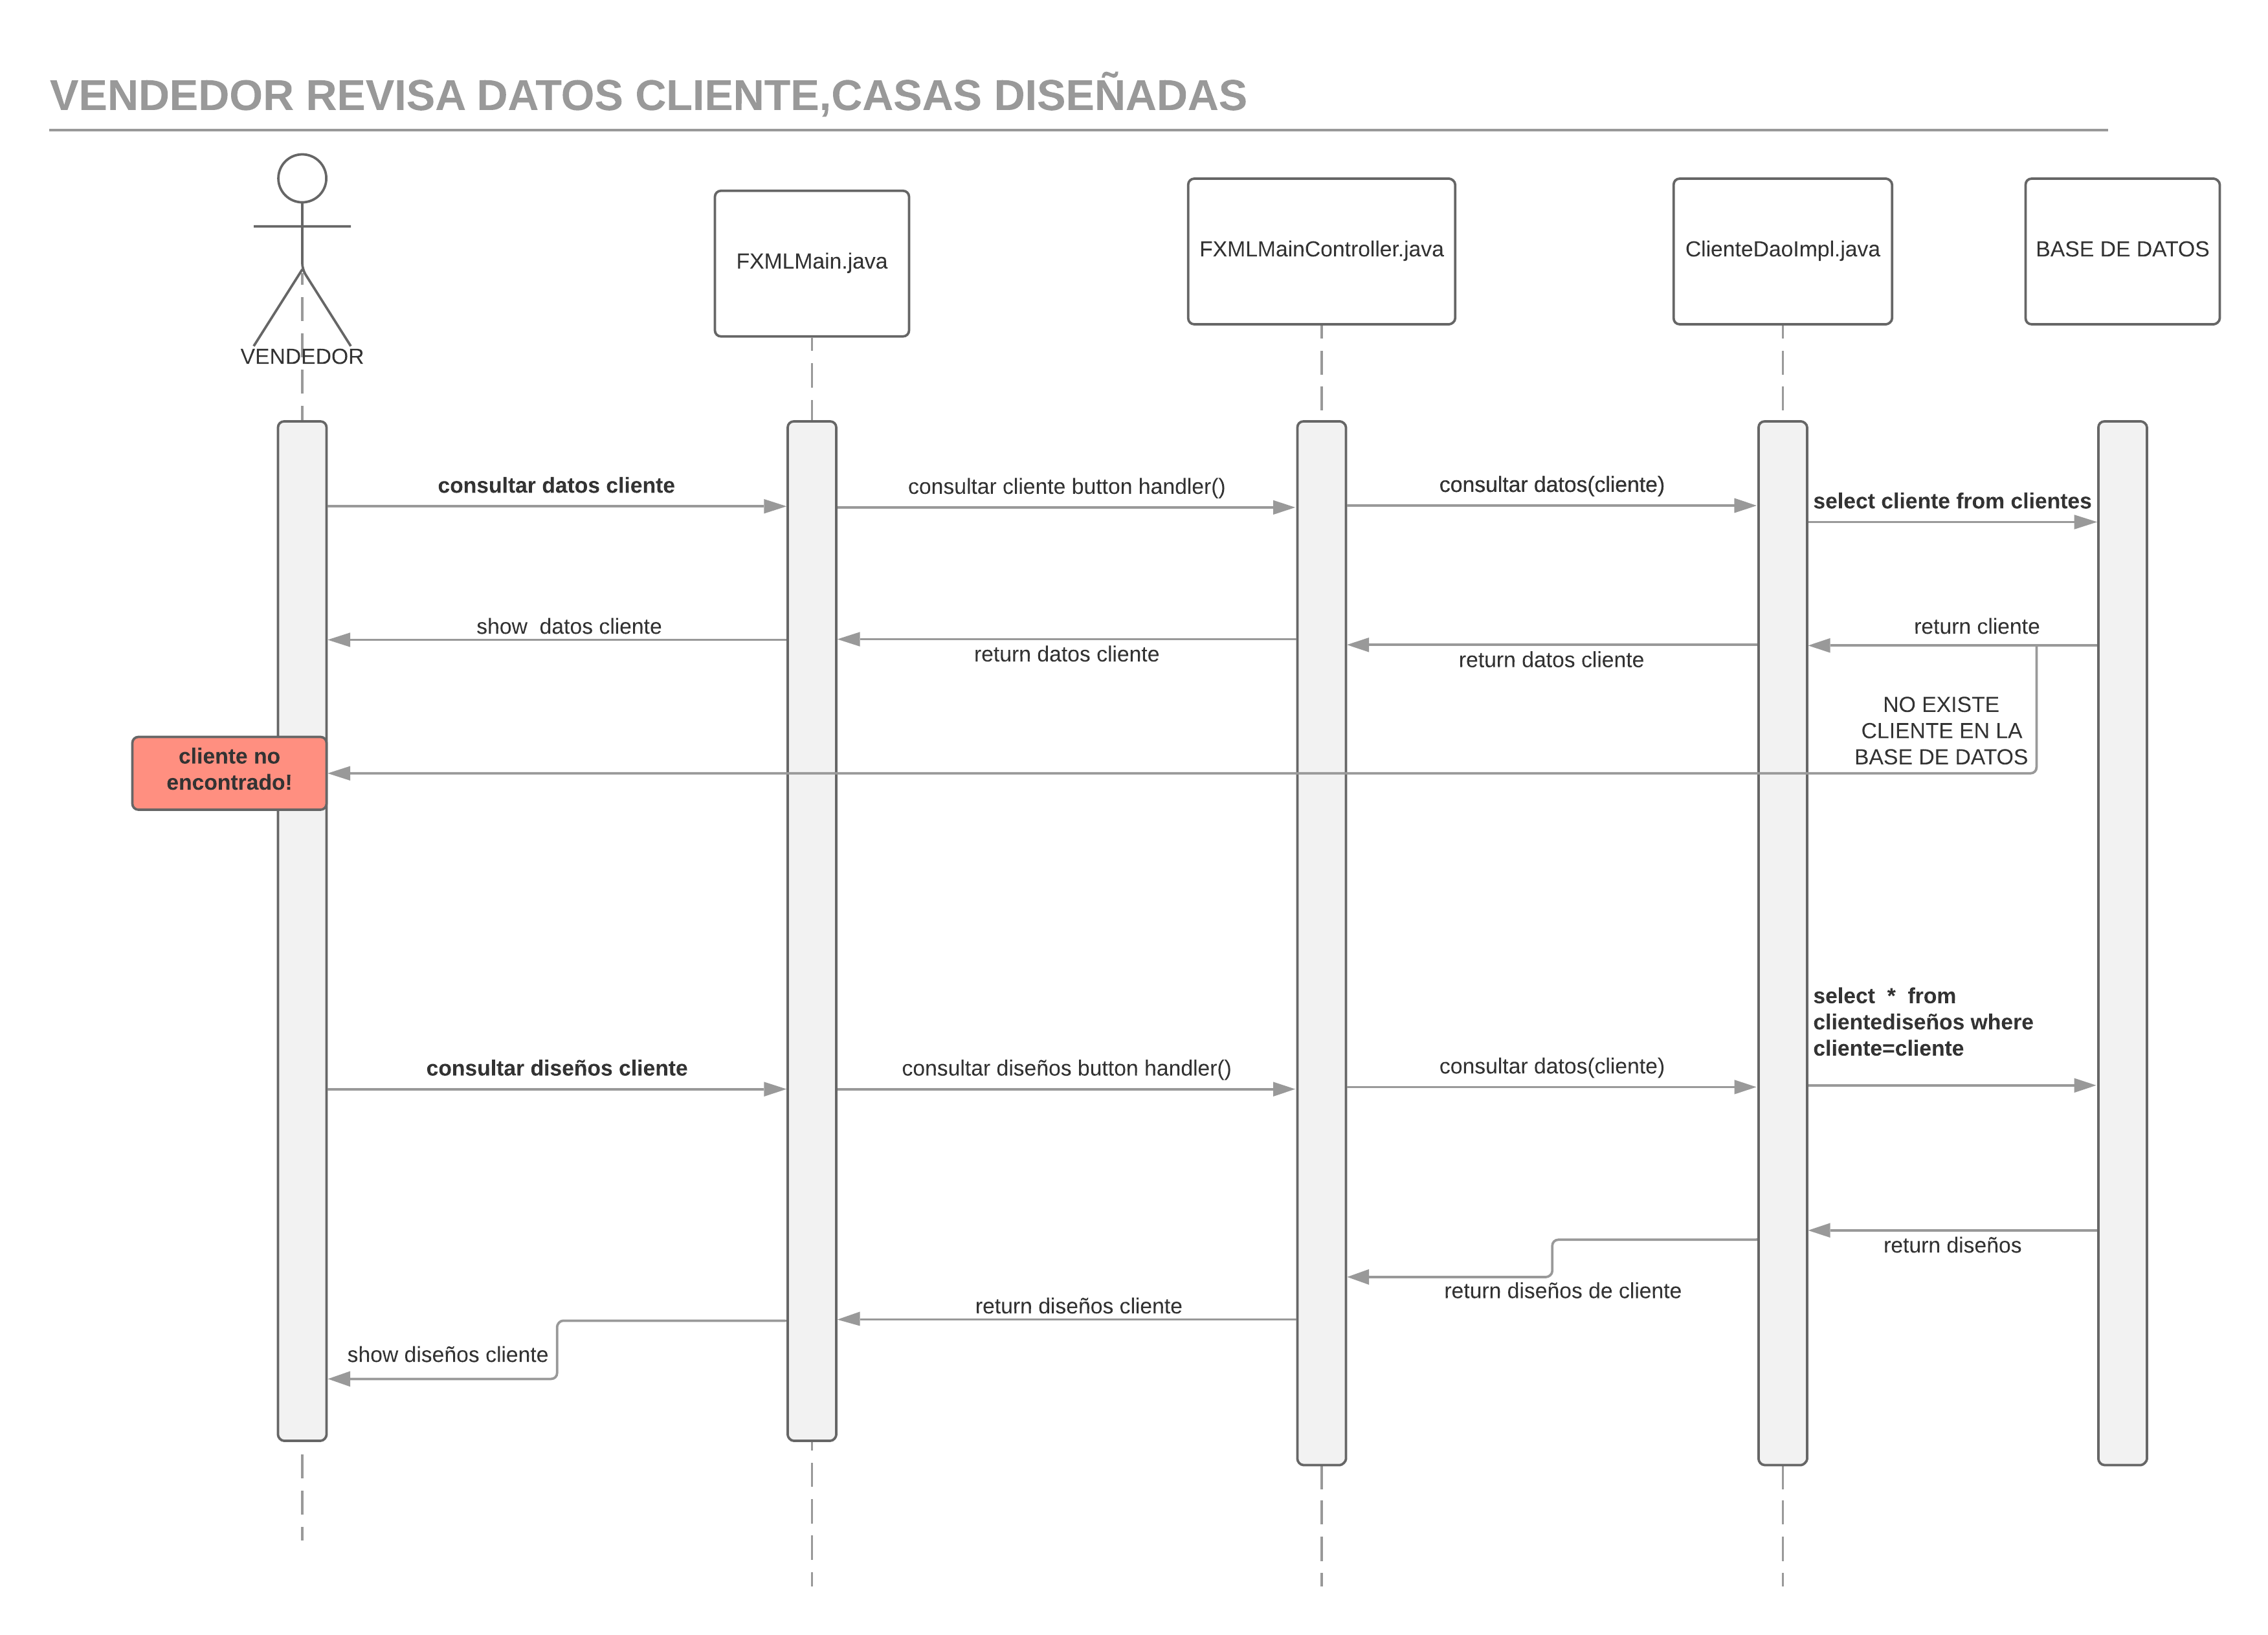 VENDEDOR REVISA DATOS CLIENTE,CASAS DISEÑADAS
VENDEDOR
FXMLMain.java
FXMLMainController.java
ClienteDaoImpl.java
BASE DE DATOS
consultar datos cliente
consultar cliente button handler()
consultar datos(cliente)
select cliente from clientes
show  datos cliente
return datos cliente
return datos cliente
return cliente
NO EXISTE
CLIENTE EN LA
BASE DE DATOS
cliente no
encontrado!
select  *  from
clientediseños where
cliente=cliente
consultar diseños cliente
consultar diseños button handler()
consultar datos(cliente)
return diseños
return diseños de cliente
return diseños cliente
show diseños cliente